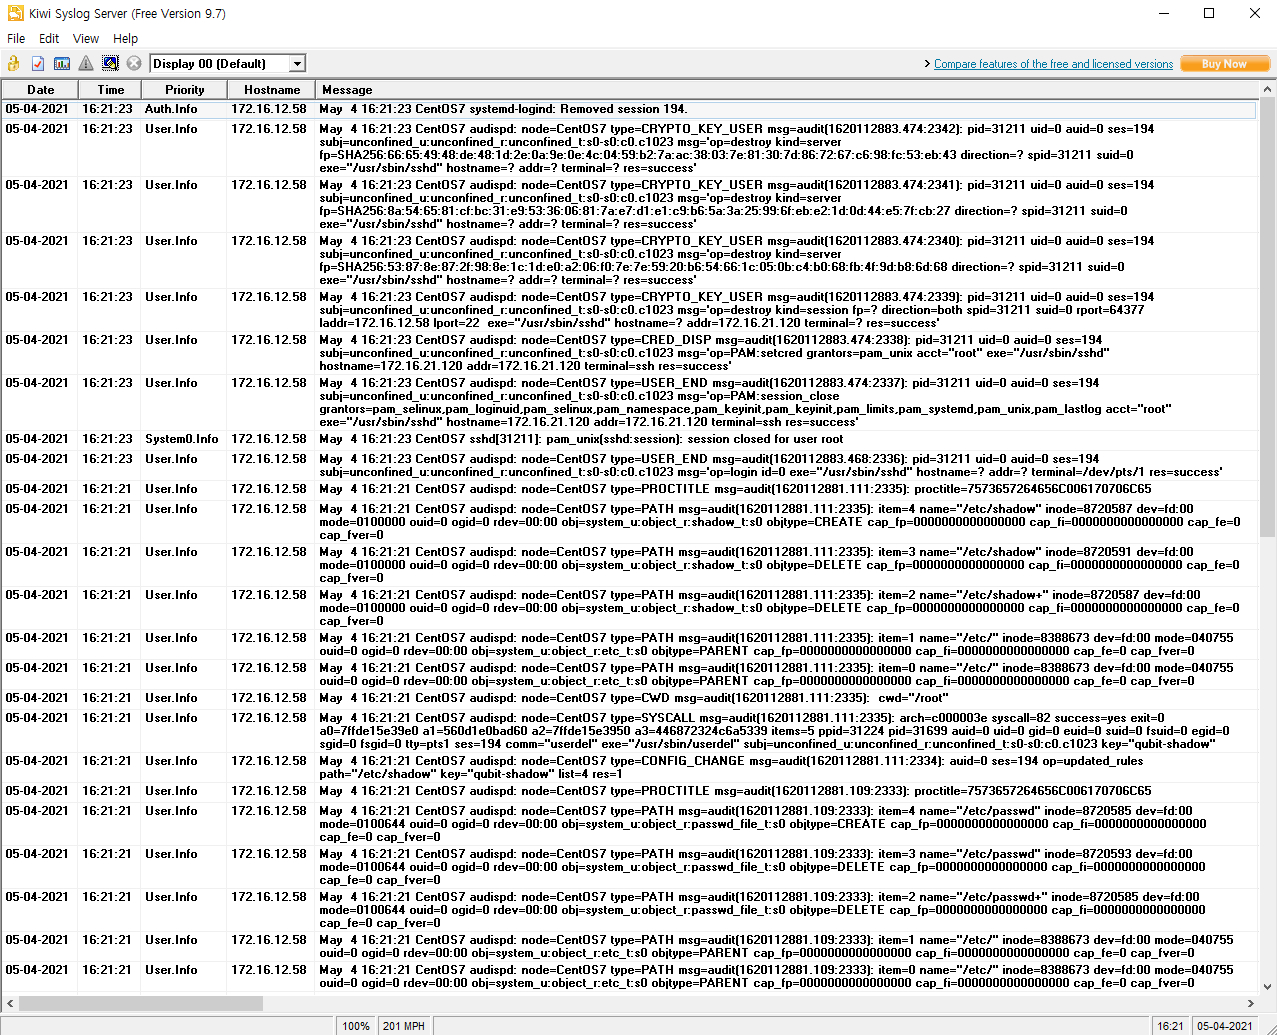 Kiwi Syslog Server (Free Version 9.7)
File Edit View Help
Display 00 (Default)
> Compare features of the free and licensed versions Buy Now
Date Time Priority Hostname Message
05-04-2021 16:21:23 Auth.Info 172.16.12.58 May 4 16:21:23 CentOS7 systemd-logind: Removed session 194.
05-04-2021 16:21:23 User.Info 172.16.12.58 May 4 16:21:23 CentOS7 audispd: node=CentOS7 type=CRYPTO_KEY_USER msg=audit(1620112883.474:2342): pid=31211 uid=0 auid=0 ses=194
subj=unconfined_u:unconfined_r:unconfined_t:s0-s0:c0.c1023 msg='op=destroy kind=server
fp=SHA256:66:65:49:48:de:48:1d:2e:0a:9e:0e:4c:04:59:b2:7a:ac:38:03:7e:81:30:7d:86:72:67:c6:98:fc:53:eb:43 direction=? spid=31211 suid=0
exe="/usr/sbin/sshd" hostname=? addr=? terminal=? res=success'
05-04-2021 16:21:23 User.Info 172.16.12.58 May 4 16:21:23 CentOS7 audispd: node=CentOS7 type=CRYPTO_KEY_USER msg=audit(1620112883.474:2341): pid=31211 uid=0 auid=0 ses=194
subj=unconfined_u:unconfined_r:unconfined_t:s0-s0:c0.c1023 msg='op=destroy kind=server
fp=SHA256:8a:54:65:81:cf:bc:31:e9:53:36:06:81:7a:e7:d1:e1:c9:b6:5a:3a:25:99:6f:eb:e2:1d:0d:44:e5:7f:cb:27 direction=? spid=31211 suid=0
exe="/usr/sbin/sshd" hostname=? addr=? terminal=? res=success'
05-04-2021 16:21:23 User.Info 172.16.12.58 May 4 16:21:23 CentOS7 audispd: node=CentOS7 type=CRYPTO_KEY_USER msg=audit(1620112883.474:2340): pid=31211 uid=0 auid=0 ses=194
subj=unconfined_u:unconfined_r:unconfined_t:s0-s0:c0.c1023 msg='op=destroy kind=server
fp=SHA256:53:87:8e:87:2f:98:8e:1c:1d:e0:a2:06:f0:7e:7e:59:20:b6:54:66:1c:05:0b:c4:b0:68:fb:4f:9d:b8:6d:68 direction=? spid=31211 suid=0
exe="/usr/sbin/sshd" hostname=? addr=? terminal=? res=success'
05-04-2021 16:21:23 User.Info 172.16.12.58 May 4 16:21:23 CentOS7 audispd: node=CentOS7 type=CRYPTO_KEY_USER msg=audit(1620112883.474:2339): pid=31211 uid=0 auid=0 ses=194
subj=unconfined_u:unconfined_r:unconfined_t:s0-s0:c0.c1023 msg='op=destroy kind=session fp=? direction=both spid=31211 suid=0 rport=64377
laddr=172.16.12.58 lport=22 exe="/usr/sbin/sshd" hostname=? addr=172.16.21.120 terminal=? res=success'
05-04-2021 16:21:23 User.Info 172.16.12.58 May 4 16:21:23 CentOS7 audispd: node=CentOS7 type=CRED_DISP msg=audit(1620112883.474:2338): pid=31211 uid=0 auid=0 ses=194
subj=unconfined_u:unconfined_r:unconfined_t:s0-s0:c0.c1023 msg='op=PAM:setcred grantors=pam_unix acct="root" exe="/usr/sbin/sshd"
hostname=172.16.21.120 addr=172.16.21.120 terminal=ssh res=success'
05-04-2021 16:21:23 User.Info 172.16.12.58 May 4 16:21:23 CentOS7 audispd: node=CentOS7 type=USER_END msg=audit(1620112883.474:2337): pid=31211 uid=0 auid=0 ses=194
subj=unconfined_u:unconfined_r:unconfined_t:s0-s0:c0.c1023 msg='op=PAM:session_close
grantors=pam_selinux,pam_loginuid,pam_selinux,pam_namespace,pam_keyinit,pam_keyinit,pam_limits,pam_systemd,pam_unix,pam_lastlog acct="root"
exe="/usr/sbin/sshd" hostname=172.16.21.120 addr=172.16.21.120 terminal=ssh res=success'
05-04-2021 16:21:23 System0.Info 172.16.12.58 May 4 16:21:23 CentOS7 sshd[31211]: pam_unix(sshd:session): session closed for user root
05-04-2021 16:21:23 User.Info 172.16.12.58 May 4 16:21:23 CentOS7 audispd: node=CentOS7 type=USER_END msg=audit(1620112883.468:2336): pid=31211 uid=0 auid=0 ses=194
subj=unconfined_u:unconfined_r:unconfined_t:s0-s0:c0.c1023 msg='op=login id=0 exe="/usr/sbin/sshd" hostname=? addr=? terminal=/dev/pts/1 res=success'
05-04-2021 16:21:21 User.Info 172.16.12.58 May 4 16:21:21 CentOS7 audispd: node=CentOS7 type=PROCTITLE msg=audit(1620112881.111:2335): proctitle=7573657264656C006170706C65
05-04-2021 16:21:21 User.Info 172.16.12.58 May 4 16:21:21 CentOS7 audispd: node=CentOS7 type=PATH msg=audit(1620112881.111:2335): item=4 name="/etc/shadow" inode=8720587 dev=fd:00
mode=0100000 ouid=0 ogid=0 rdev=00:00 obj=system_u:object_r:shadow_t:s0 objtype=CREATE cap_fp=0000000000000000 cap_fi=0000000000000000 cap_fe=0
cap_fver=0
05-04-2021 16:21:21 User.Info 172.16.12.58 May 4 16:21:21 CentOS7 audispd: node=CentOS7 type=PATH msg=audit(1620112881.111:2335): item=3 name="/etc/shadow" inode=8720591 dev=fd:00
mode=0100000 ouid=0 ogid=0 rdev=00:00 obj=system_u:object_r:shadow_t:s0 objtype=DELETE cap_fp=0000000000000000 cap_fi=0000000000000000 cap_fe=0
cap_fver=0
05-04-2021 16:21:21 User.Info 172.16.12.58 May 4 16:21:21 CentOS7 audispd: node=CentOS7 type=PATH msg=audit(1620112881.111:2335): item=2 name="/etc/shadow+" inode=8720587 dev=fd:00
mode=0100000 ouid=0 ogid=0 rdev=00:00 obj=system_u:object_r:shadow_t:s0 objtype=DELETE cap_fp=0000000000000000 cap_fi=0000000000000000 cap_fe=0
cap_fver=0
05-04-2021 16:21:21 User.Info 172.16.12.58 May 4 16:21:21 CentOS7 audispd: node=CentOS7 type=PATH msg=audit(1620112881.111:2335): item=1 name="/etc/" inode=8388673 dev=fd:00 mode=040755
ouid=0 ogid=0 rdev=00:00 obj=system_u:object_r:etc_t:s0 objtype=PARENT cap_fp=0000000000000000 cap_fi=0000000000000000 cap_fe=0 cap_fver=0
05-04-2021 16:21:21 User.Info 172.16.12.58 May 4 16:21:21 CentOS7 audispd: node=CentOS7 type=PATH msg=audit(1620112881.111:2335): item=0 name="/etc/" inode=8388673 dev=fd:00 mode=040755
ouid=0 ogid=0 rdev=00:00 obj=system_u:object_r:etc_t:s0 objtype=PARENT cap_fp=0000000000000000 cap_fi=0000000000000000 cap_fe=0 cap_fver=0
05-04-2021 16:21:21 User.Info 172.16.12.58 May 4 16:21:21 CentOS7 audispd: node=CentOS7 type=CWD msg=audit(1620112881.111:2335): cwd="/root"
05-04-2021 16:21:21 User.Info 172.16.12.58 May 4 16:21:21 CentOS7 audispd: node=CentOS7 type=SYSCALL msg=audit(1620112881.111:2335): arch=c000003e syscall=82 success=yes exit=0
a0=7ffde15e39e0 a1=560d1e0bad60 a2=7ffde15e3950 a3=446872324c6a5339 items=5 ppid=31224 pid=31699 auid=0 uid=0 gid=0 euid=0 suid=0 fsuid=0 egid=0
sgid=0 fsgid=0 tty=pts1 ses=194 comm="userdel" exe="/usr/sbin/userdel" subj=unconfined_u:unconfined_r:unconfined_t:s0-s0:c0.c1023 key="qubit-shadow"
05-04-2021 16:21:21 User.Info 172.16.12.58 May 4 16:21:21 CentOS7 audispd: node=CentOS7 type=CONFIG_CHANGE msg=audit(1620112881.111:2334): auid=0 ses=194 op=updated_rules
path="/etc/shadow" key="qubit-shadow" list=4 res=1
05-04-2021 16:21:21 User.Info 172.16.12.58 May 4 16:21:21 CentOS7 audispd: node=CentOS7 type=PROCTITLE msg=audit(1620112881.109:2333): proctitle=7573657264656C006170706C65
05-04-2021 16:21:21 User.Info 172.16.12.58 May 4 16:21:21 CentOS7 audispd: node=CentOS7 type=PATH msg=audit(1620112881.109:2333): item=4 name="/etc/passwd" inode=8720585 dev=fd:00
mode=0100644 ouid=0 ogid=0 rdev=00:00 obj=system_u:object_r:passwd_file_t:s0 objtype=CREATE cap_fp=0000000000000000 cap_fi=0000000000000000
cap_fe=0 cap_fver=0
05-04-2021 16:21:21 User.Info 172.16.12.58 May 4 16:21:21 CentOS7 audispd: node=CentOS7 type=PATH msg=audit(1620112881.109:2333): item=3 name="/etc/passwd" inode=8720593 dev=fd:00
mode=0100644 ouid=0 ogid=0 rdev=00:00 obj=system_u:object_r:passwd_file_t:s0 objtype=DELETE cap_fp=0000000000000000 cap_fi=0000000000000000
cap_fe=0 cap_fver=0
05-04-2021 16:21:21 User.Info 172.16.12.58 May 4 16:21:21 CentOS7 audispd: node=CentOS7 type=PATH msg=audit(1620112881.109:2333): item=2 name="/etc/passwd+" inode=8720585 dev=fd:00
mode=0100644 ouid=0 ogid=0 rdev=00:00 obj=system_u:object_r:passwd_file_t:s0 objtype=DELETE cap_fp=0000000000000000 cap_fi=0000000000000000
cap_fe=0 cap_fver=0
05-04-2021 16:21:21 User.Info 172.16.12.58 May 4 16:21:21 CentOS7 audispd: node=CentOS7 type=PATH msg=audit(1620112881.109:2333): item=1 name="/etc/" inode=8388673 dev=fd:00 mode=040755
ouid=0 ogid=0 rdev=00:00 obj=system_u:object_r:etc_t:s0 objtype=PARENT cap_fp=0000000000000000 cap_fi=0000000000000000 cap_fe=0 cap_fver=0
05-04-2021 16:21:21 User.Info 172.16.12.58 May 4 16:21:21 CentOS7 audispd: node=CentOS7 type=PATH msg=audit(1620112881.109:2333): item=0 name="/etc/" inode=8388673 dev=fd:00 mode=040755
ouid=0 ogid=0 rdev=00:00 obj=system_u:object_r:etc_t:s0 objtype=PARENT cap_fp=0000000000000000 cap_fi=0000000000000000 cap_fe=0 cap_fver=0
100% 201 MPH 16:21 05-04-2021